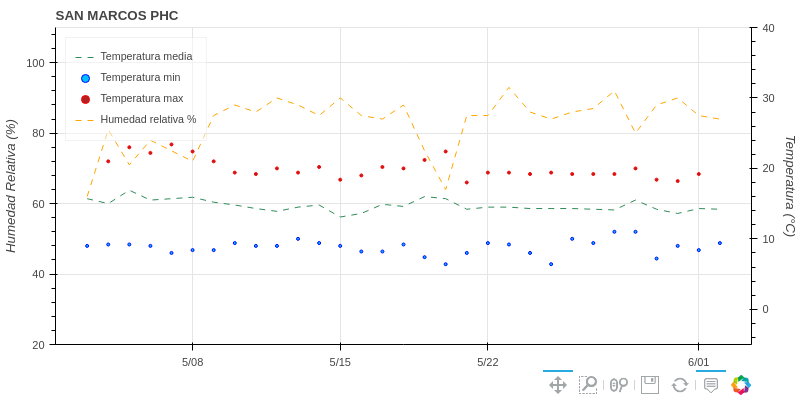 SAN MARCOS PHC
Temperatura media
Temperatura min
Temperatura max
Humedad relativa %
Humedad Relativa (%)
100
80
60
40
20
40
30
20
10
0
Temperatura (°C)
5/08
5/15
5/22
6/01